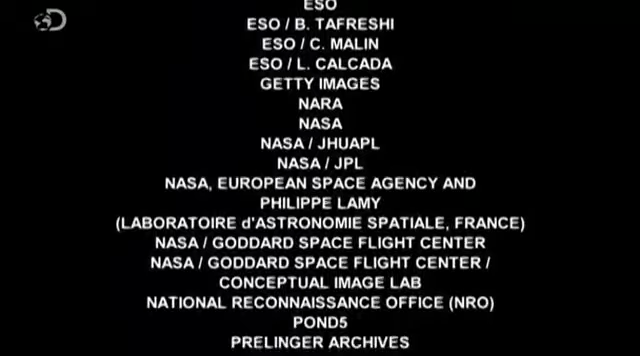 ESO
ESO / B. TAFRESHI
ESO / C. MALIN
ESO / L. CALCADA
GETTY IMAGES
NARA
NASA
NASA / JHUAPL
NASA / JPL
NASA, EUROPEAN SPACE AGENCY AND
PHILIPPE LAMY
(LABORATOIRE d'ASTRONOMIE SPATIALE, FRANCE)
NASA / GODDARD SPACE FLIGHT CENTER
NASA / GODDARD SPACE FLIGHT CENTER /
CONCEPTUAL IMAGE LAB
NATIONAL RECONNAISSANCE OFFICE (NRO)
POND5
PRELINGER ARCHIVES